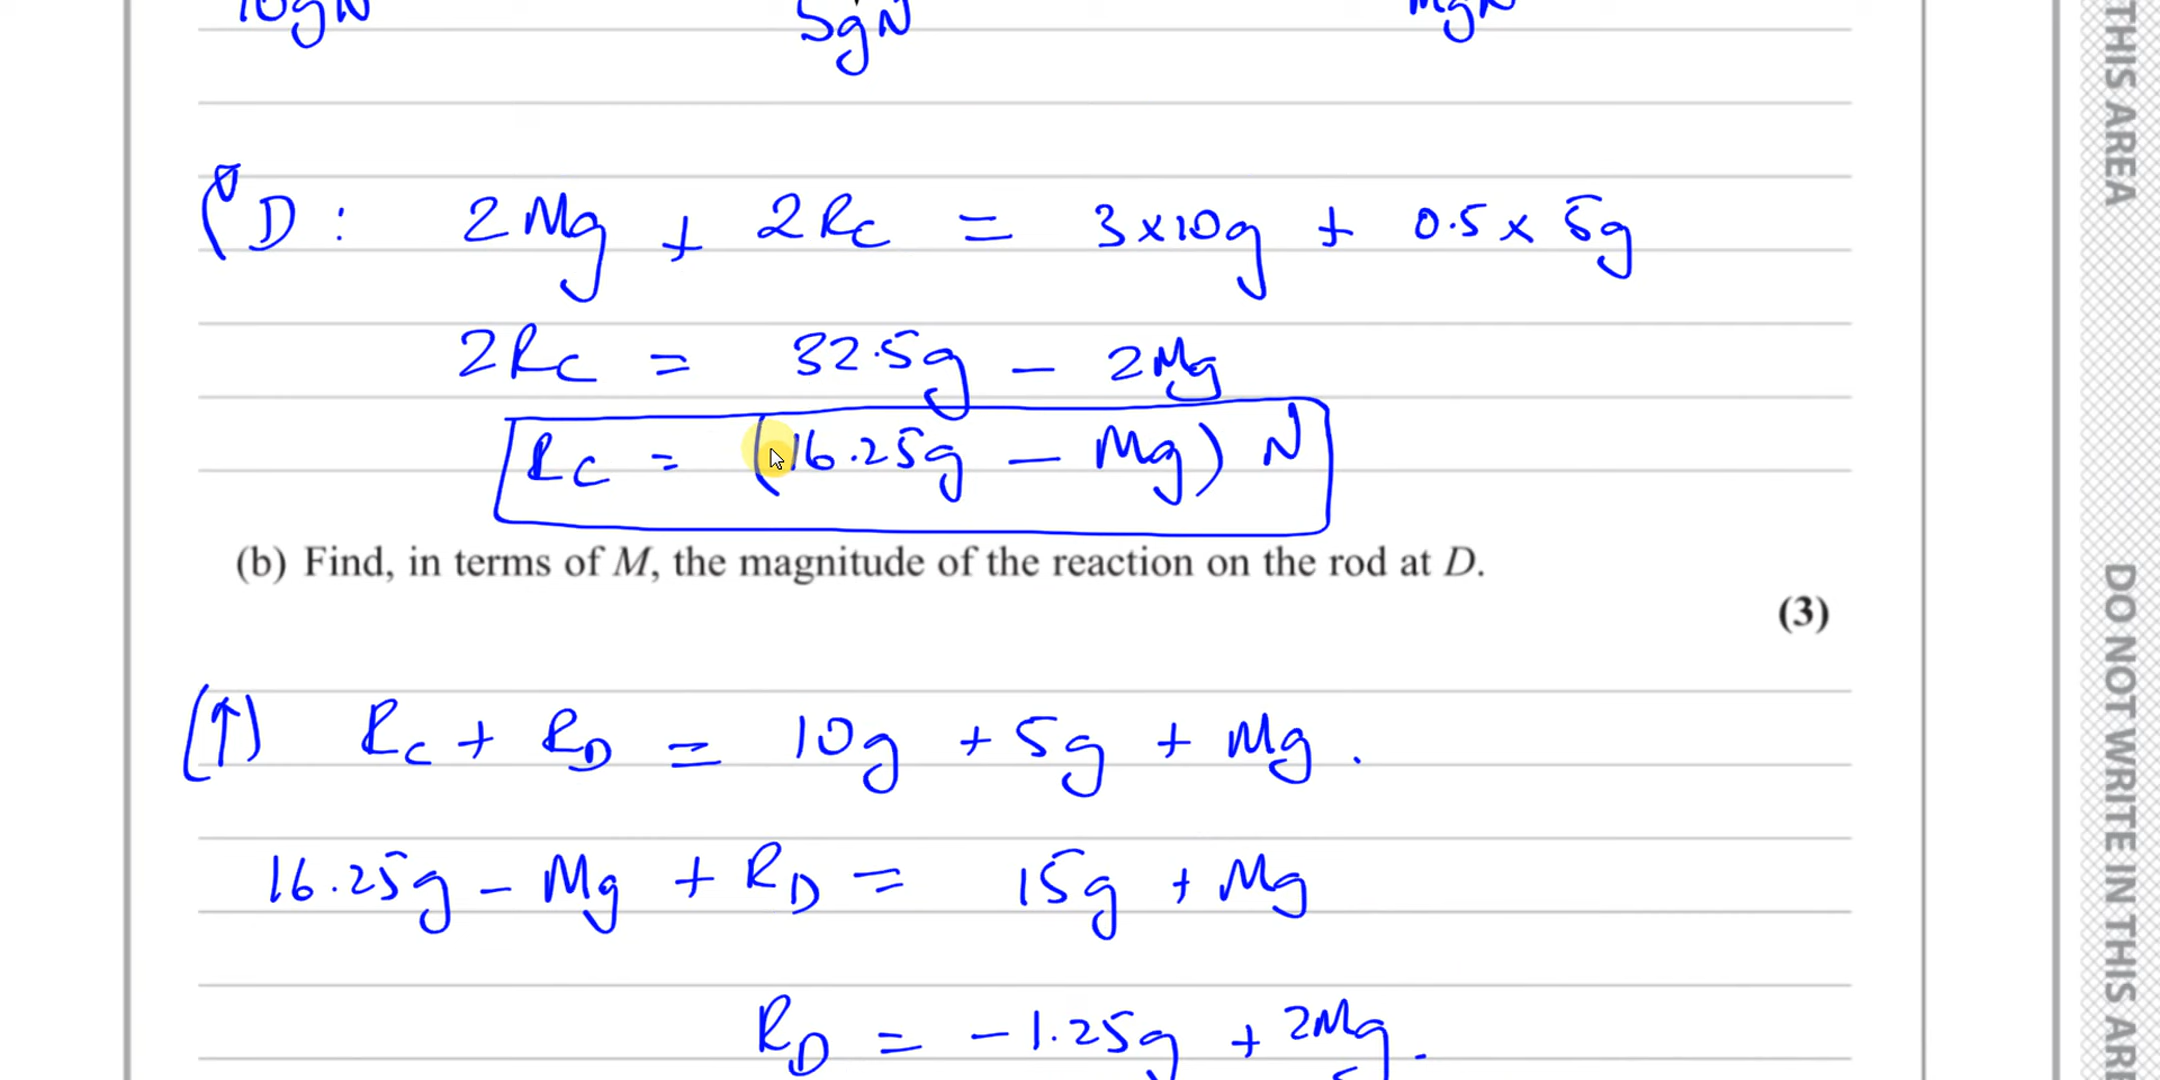 10gN 5gN MgN
D: 2Mg + 2Rc = 3×10g + 0.5 × 5g
2Rc = 32.5g − 2Mg
Rc = (16.25g − Mg) N
(b) Find, in terms of M, the magnitude of the reaction on the rod at D.
(3)
(↑) Rc + RD = 10g + 5g + Mg.
16.25g − Mg + RD = 15g + Mg
RD = −1.25g + 2Mg.
THIS AREA
DO NOT WRITE IN THIS ARE